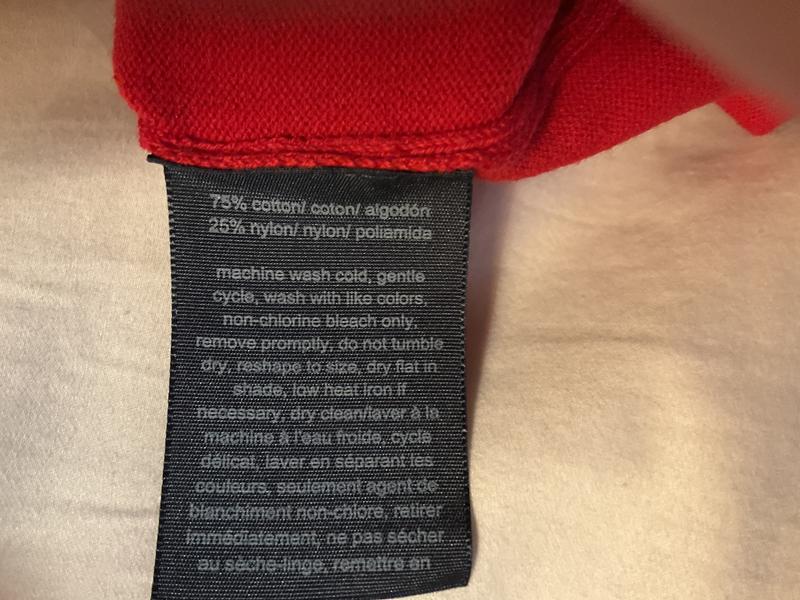 75% cotton/ coton/ algodón
25% nylon/ nylon/ poliamida
machine wash cold, gentle
cycle, wash with like colors,
non-chlorine bleach only,
remove promptly, do not tumble
dry, reshape to size, dry flat in
shade, low heat iron if
necessary, dry clean/laver à la
machine à l'eau froide, cycle
délicat, laver en séparant les
couleurs, seulement agent de
blanchiment non-chlore, retirer
immédiatement, ne pas sécher
au sèche-linge, remettre en